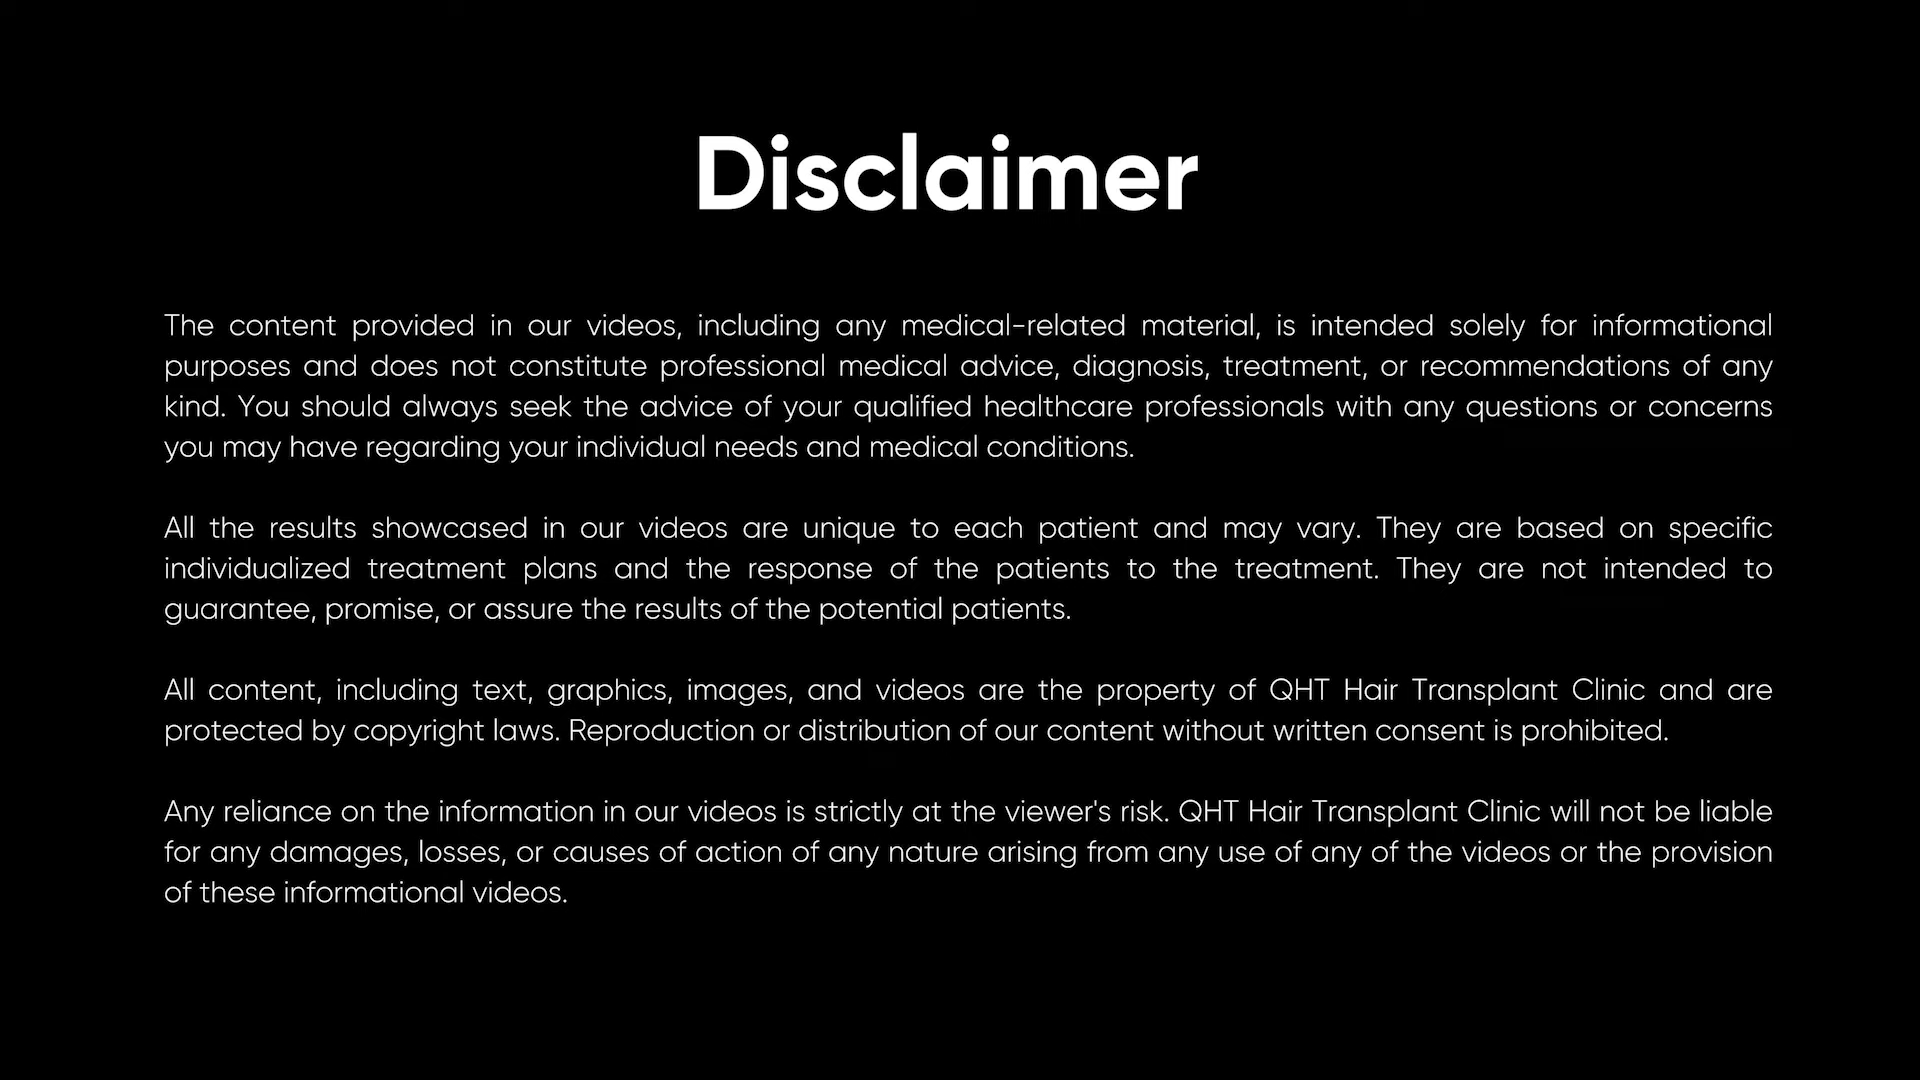 Disclaimer
The content provided in our videos, including any medical-related material, is intended solely for informational
purposes and does not constitute professional medical advice, diagnosis, treatment, or recommendations of any
kind. You should always seek the advice of your qualified healthcare professionals with any questions or concerns
you may have regarding your individual needs and medical conditions.
All the results showcased in our videos are unique to each patient and may vary. They are based on specific
individualized treatment plans and the response of the patients to the treatment. They are not intended to
guarantee, promise, or assure the results of the potential patients.
All content, including text, graphics, images, and videos are the property of QHT Hair Transplant Clinic and are
protected by copyright laws. Reproduction or distribution of our content without written consent is prohibited.
Any reliance on the information in our videos is strictly at the viewer's risk. QHT Hair Transplant Clinic will not be liable
for any damages, losses, or causes of action of any nature arising from any use of any of the videos or the provision
of these informational videos.